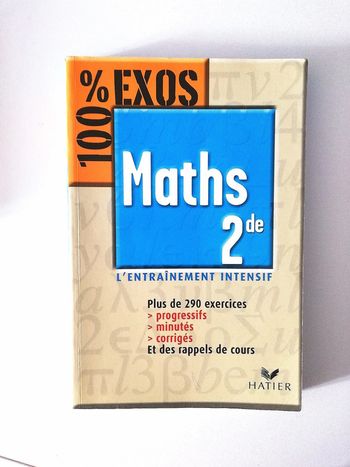 100% EXOS
Maths
2de
L'ENTRAÎNEMENT INTENSIF
Plus de 290 exercices
> progressifs
> minutés
> corrigés
Et des rappels de cours
HATIER